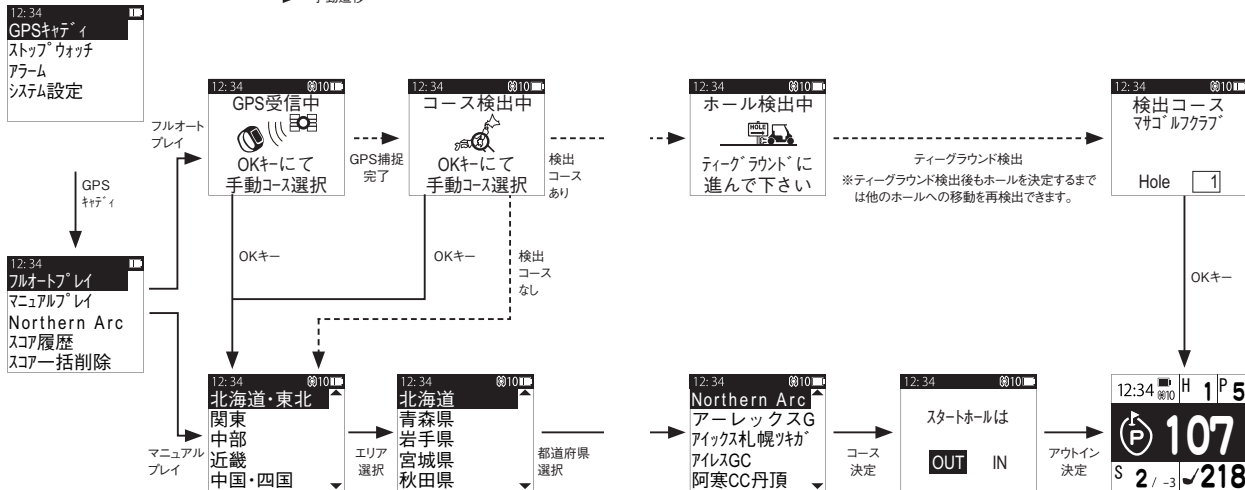 手動遷移
12:34
GPSキャディ
ストップウォッチ
アラーム
システム設定
GPS
キャディ
12:34
フルオートプレイ
マニュアルプレイ
Northern Arc
スコア履歴
スコア一括削除
フルオート
プレイ
12:34 10
GPS受信中
OKキーにて
手動コース選択
GPS捕捉
完了
12:34 10
コース検出中
OKキーにて
手動コース選択
検出
コース
あり
12:34 10
ホール検出中
HOLE
ティーグラウンドに
進んで下さい
ティーグラウンド検出
※ティーグラウンド検出後もホールを決定するまで
は他のホールへの移動を再検出できます。
12:34 10
検出コース
マサゴルフクラブ
Hole 1
OKキー
OKキー
検出
コース
なし
OKキー
マニュアル
プレイ
12:34 10
北海道・東北
関東
中部
近畿
中国・四国
エリア
選択
12:34 10
北海道
青森県
岩手県
宮城県
秋田県
都道府県
選択
12:34 10
Northern Arc
アーレックスG
アイックス札幌ツキガ
アイレスGC
阿寒CC丹頂
コース
決定
12:34 10
スタートホールは
OUT IN
アウトイン
決定
12:34 10 H 1 P 5
P 107
S 2 / -3 218